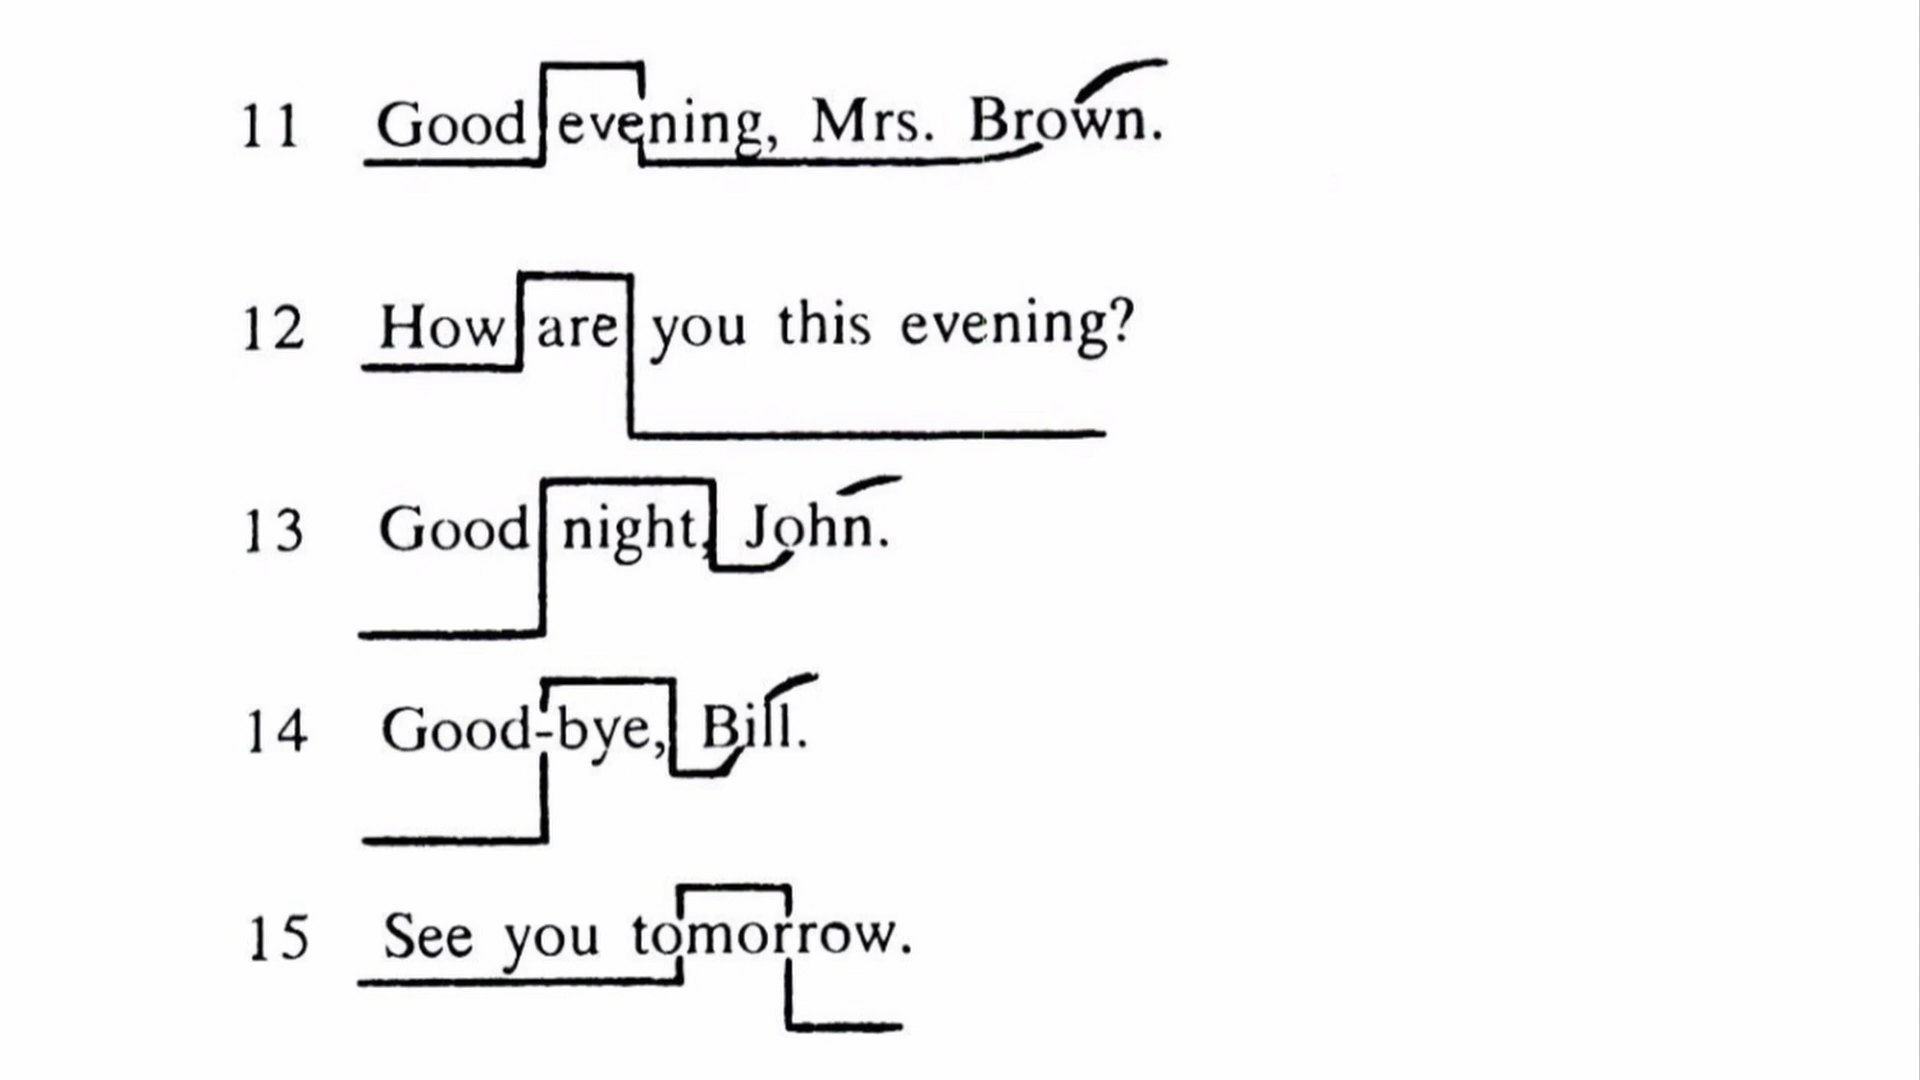 11 Good evening, Mrs. Brown.
12 How are you this evening?
13 Good night, John.
14 Good-bye, Bill.
15 See you tomorrow.